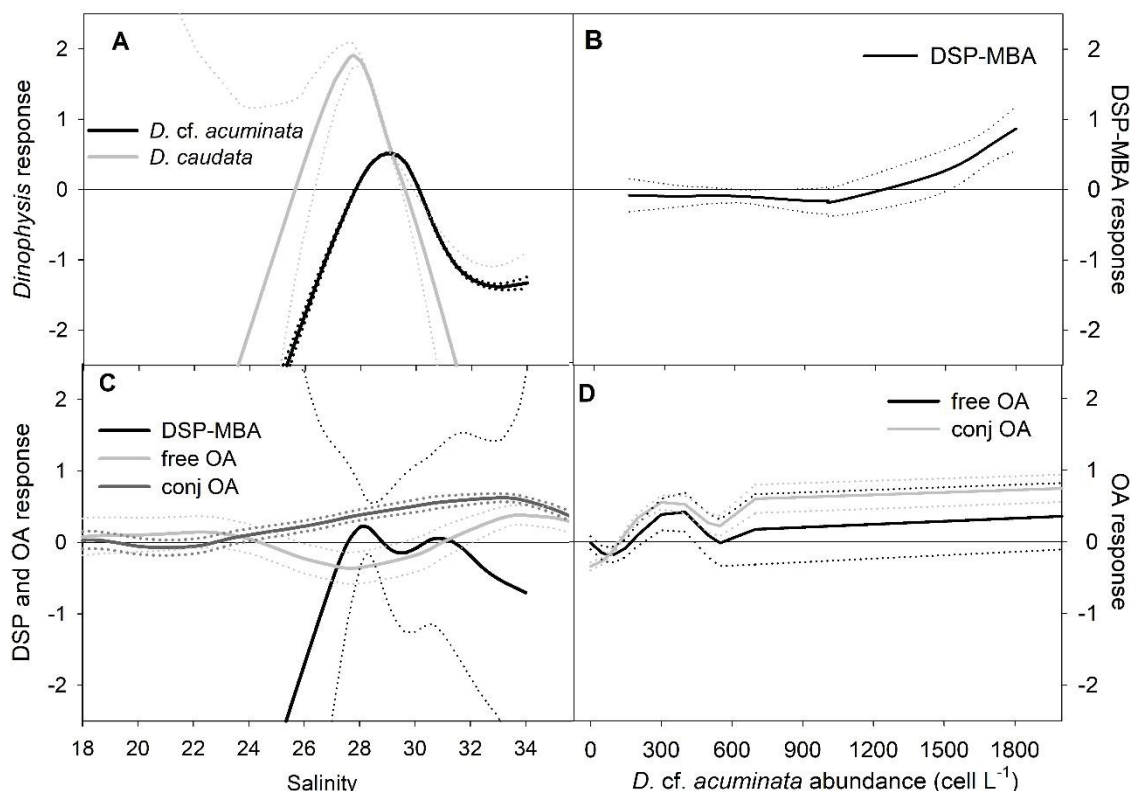 A
2
1
0
-1
-2
Dinophysis response
D. cf. acuminata
D. caudata
B
DSP-MBA
2
1
0
-1
-2
DSP-MBA response
C
2
1
0
-1
-2
DSP and OA response
DSP-MBA
free OA
conj OA
18 20 22 24 26 28 30 32 34
Salinity
D
free OA
conj OA
2
1
0
-1
-2
OA response
0 300 600 900 1200 1500 1800
D. cf. acuminata abundance (cell L⁻¹)